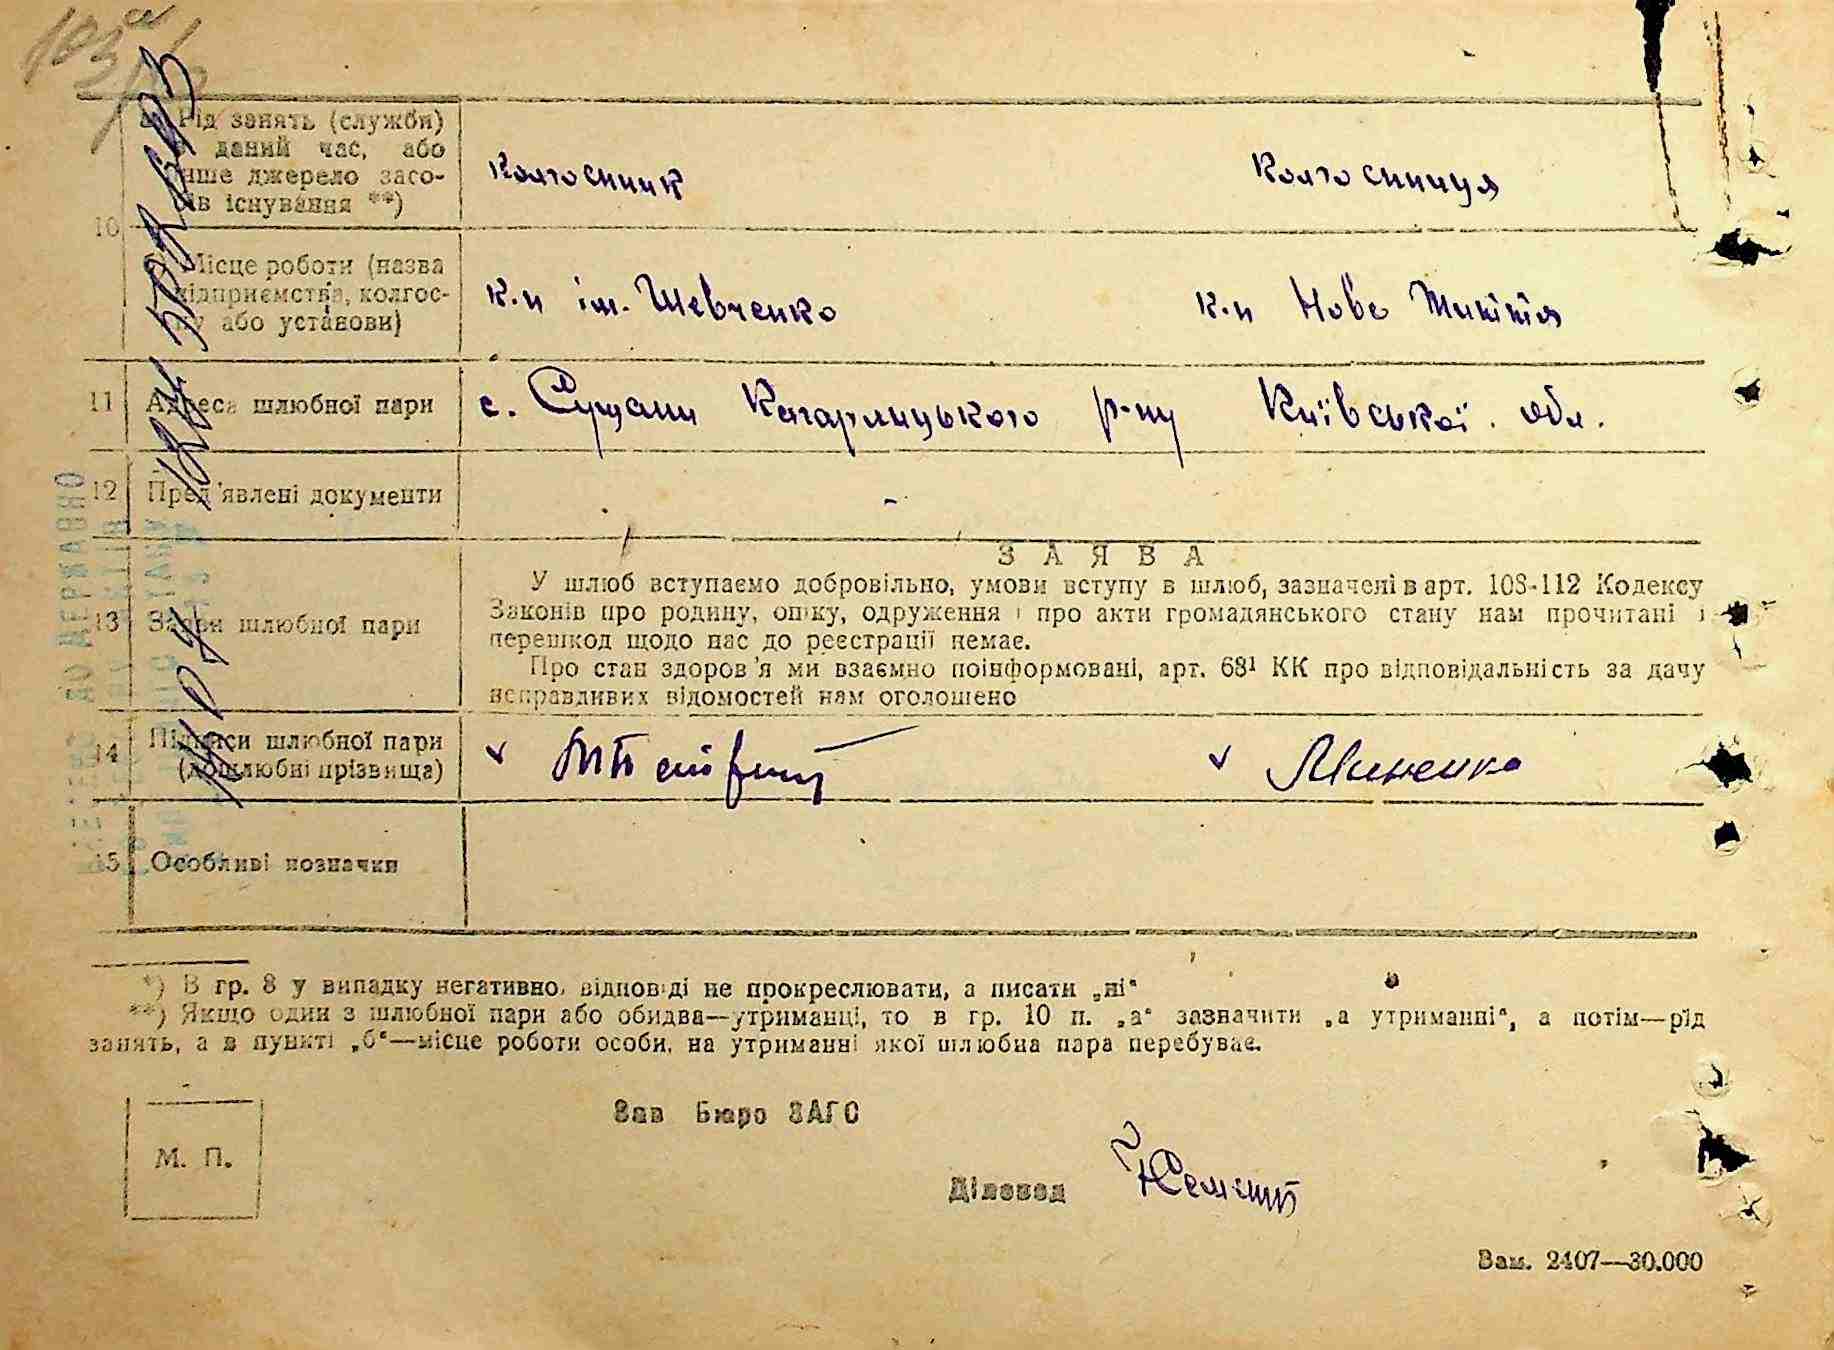 а) Рід занять (служби)
в даний час, або
інше джерело засо-
бів існування **)
колгоспник
колгоспниця
10
Місце роботи (назва
підприємства, колгос-
пу або установи)
к-п ім. Шевченко
к-п Нове Життя
11 Адреса шлюбної пари
с. Сущани Кагарлицького р-ну Київської обл.
12 Пред'явлені документи
-
ЗАЯВА
13 Заява шлюбної пари
У шлюб вступаємо добровільно, умови вступу в шлюб, зазначені в арт. 108-112 Кодексу
Законів про родину, опіку, одруження і про акти громадянського стану нам прочитані і
перешкод щодо нас до реєстрації немає.
Про стан здоров'я ми взаємно поінформовані, арт. 68¹ КК про відповідальність за дачу
неправдивих відомостей нам оголошено
14 Підписи шлюбної пари
(дошлюбні прізвища)
Миненко
15 Особливі позначки
*) В гр. 8 у випадку негативної відповіді не прокреслювати, а писати „ні“
**) Якщо один з шлюбної пари або обидва—утриманці, то в гр. 10 п. „а“ зазначити „а утриманні“, а потім—рід
занять, а в пункті „б“—місце роботи особи, на утриманні якої шлюбна пара перебуває.
Зав Бюро ЗАГС
М. П.
Діловод
Зам. 2407—30.000